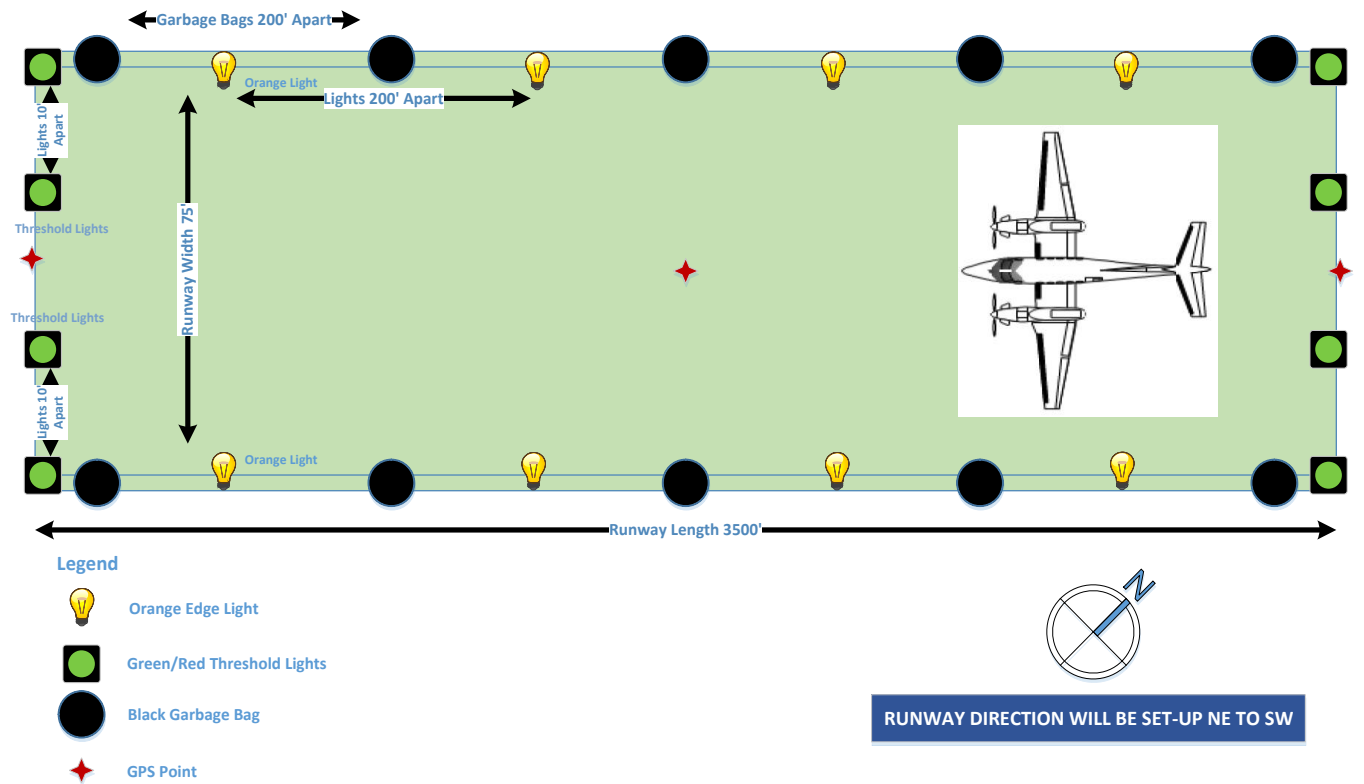 Garbage Bags 200' Apart
Orange Light
Lights 200' Apart
Lights 10'
Apart
Runway Width 75'
Threshold Lights
Threshold Lights
Lights 10'
Apart
Orange Light
Runway Length 3500'
Legend
Orange Edge Light
Green/Red Threshold Lights
Black Garbage Bag
GPS Point
N
RUNWAY DIRECTION WILL BE SET-UP NE TO SW